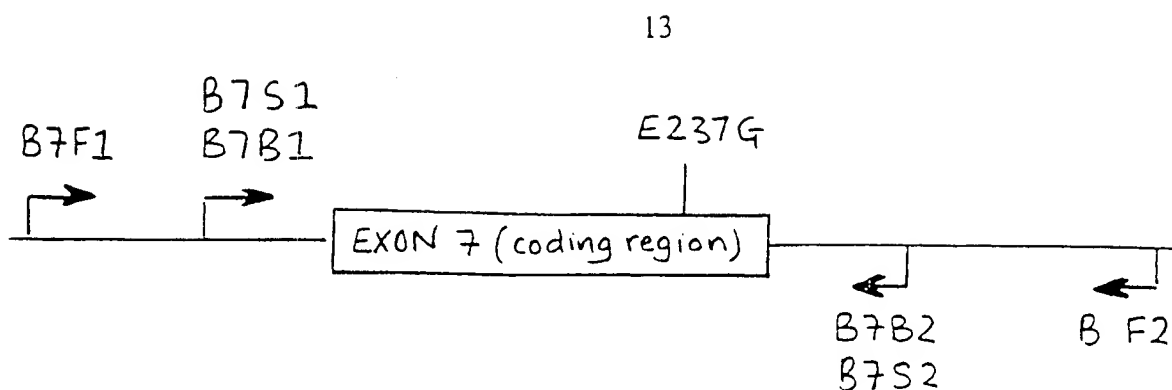 13
B7S1
B7F1 B7B1
E237G
EXON 7 (coding region)
B7B2 B F2
B7S2